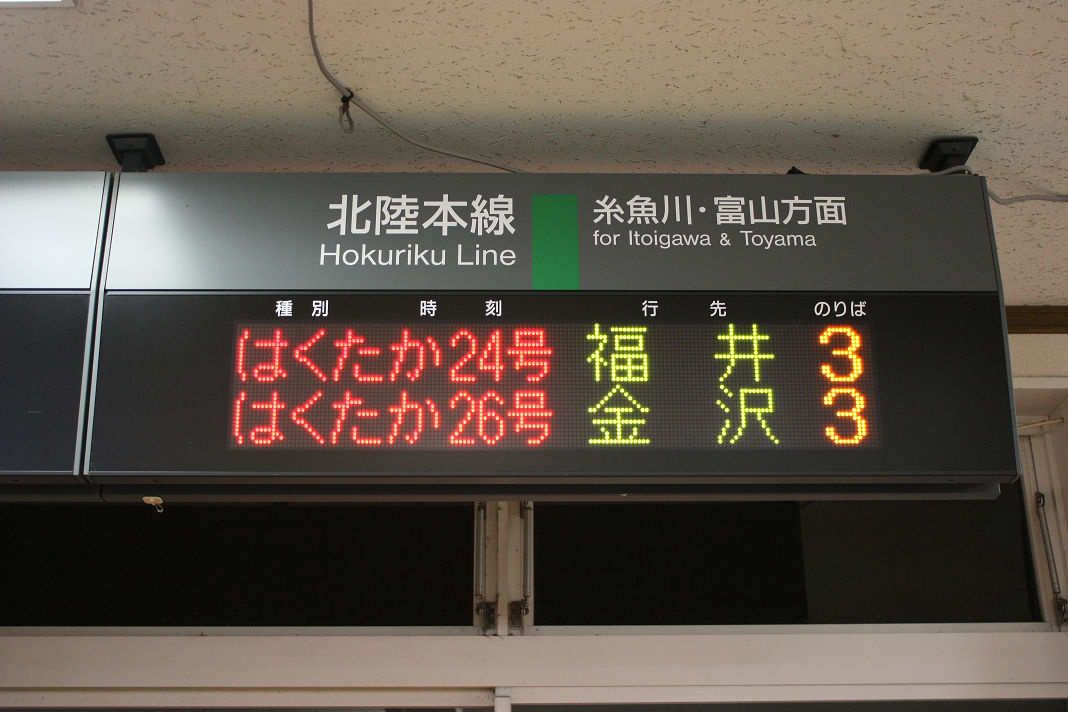 北陸本線 糸魚川・富山方面
Hokuriku Line for Itoigawa & Toyama
種別 時刻 行先 のりば
はくたか24号 福井 3
はくたか26号 金沢 3